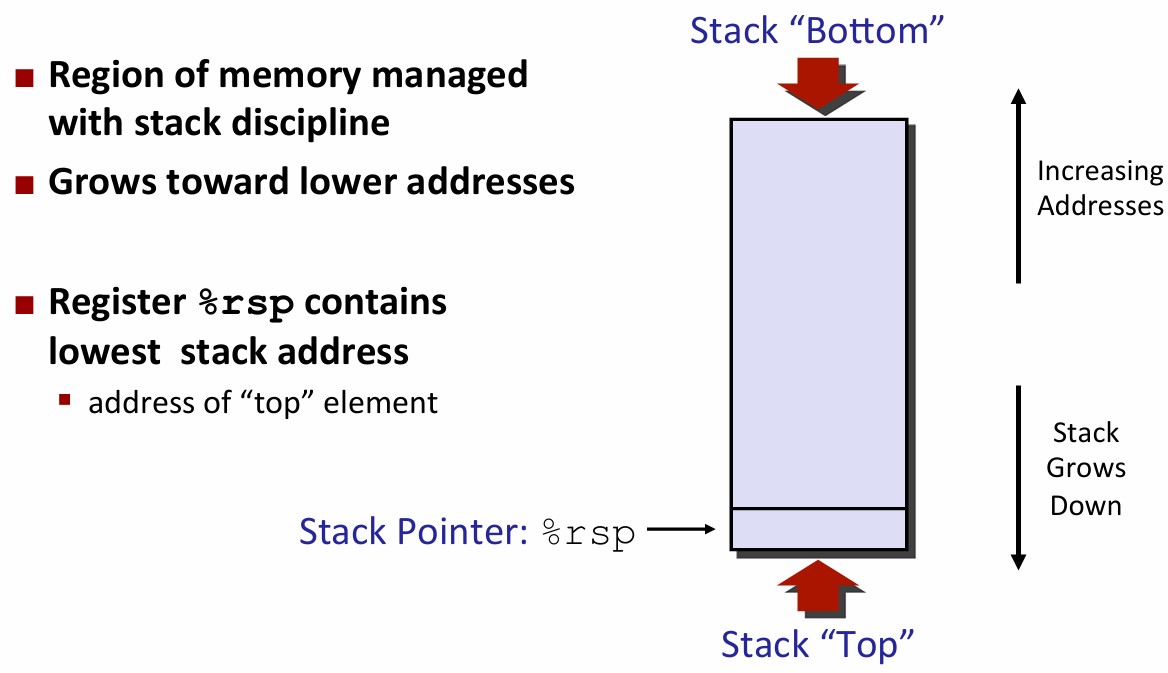 Stack “Bottom”
■ Region of memory managed
with stack discipline
■ Grows toward lower addresses
■ Register %rsp contains
lowest stack address
▪ address of “top” element
Increasing
Addresses
Stack
Grows
Down
Stack Pointer: %rsp
Stack “Top”